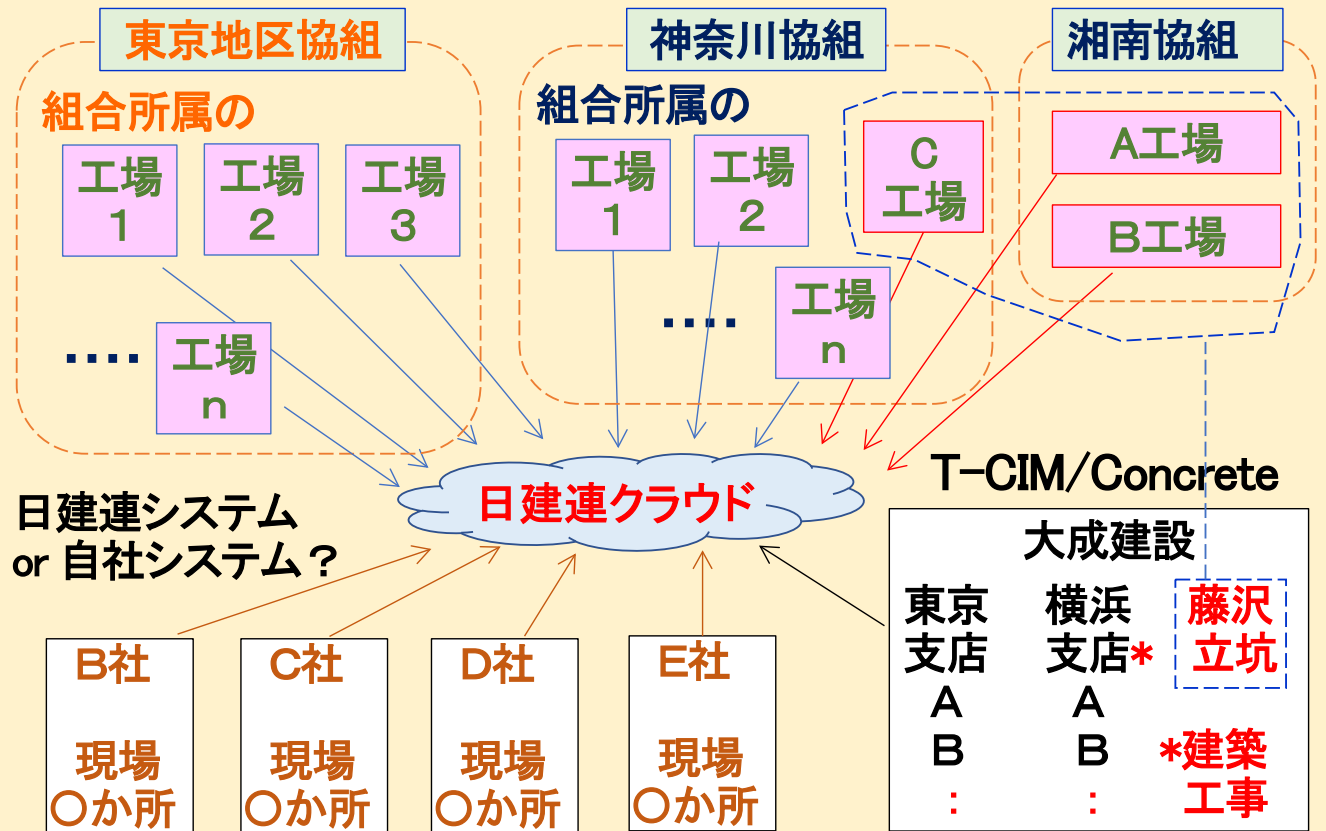 東京地区協組
神奈川協組
湘南協組
組合所属の
工場
1
工場
2
工場
3
‥‥
工場
n
組合所属の
工場
1
工場
2
‥‥
工場
n
C
工場
A工場
B工場
日建連クラウド
日建連システム
or 自社システム？
T-CIM/Concrete
B社
現場
○か所
C社
現場
○か所
D社
現場
○か所
E社
現場
○か所
大成建設
東京
支店
A
B
：
横浜
支店*
A
B
：
藤沢
立坑
*建築
工事